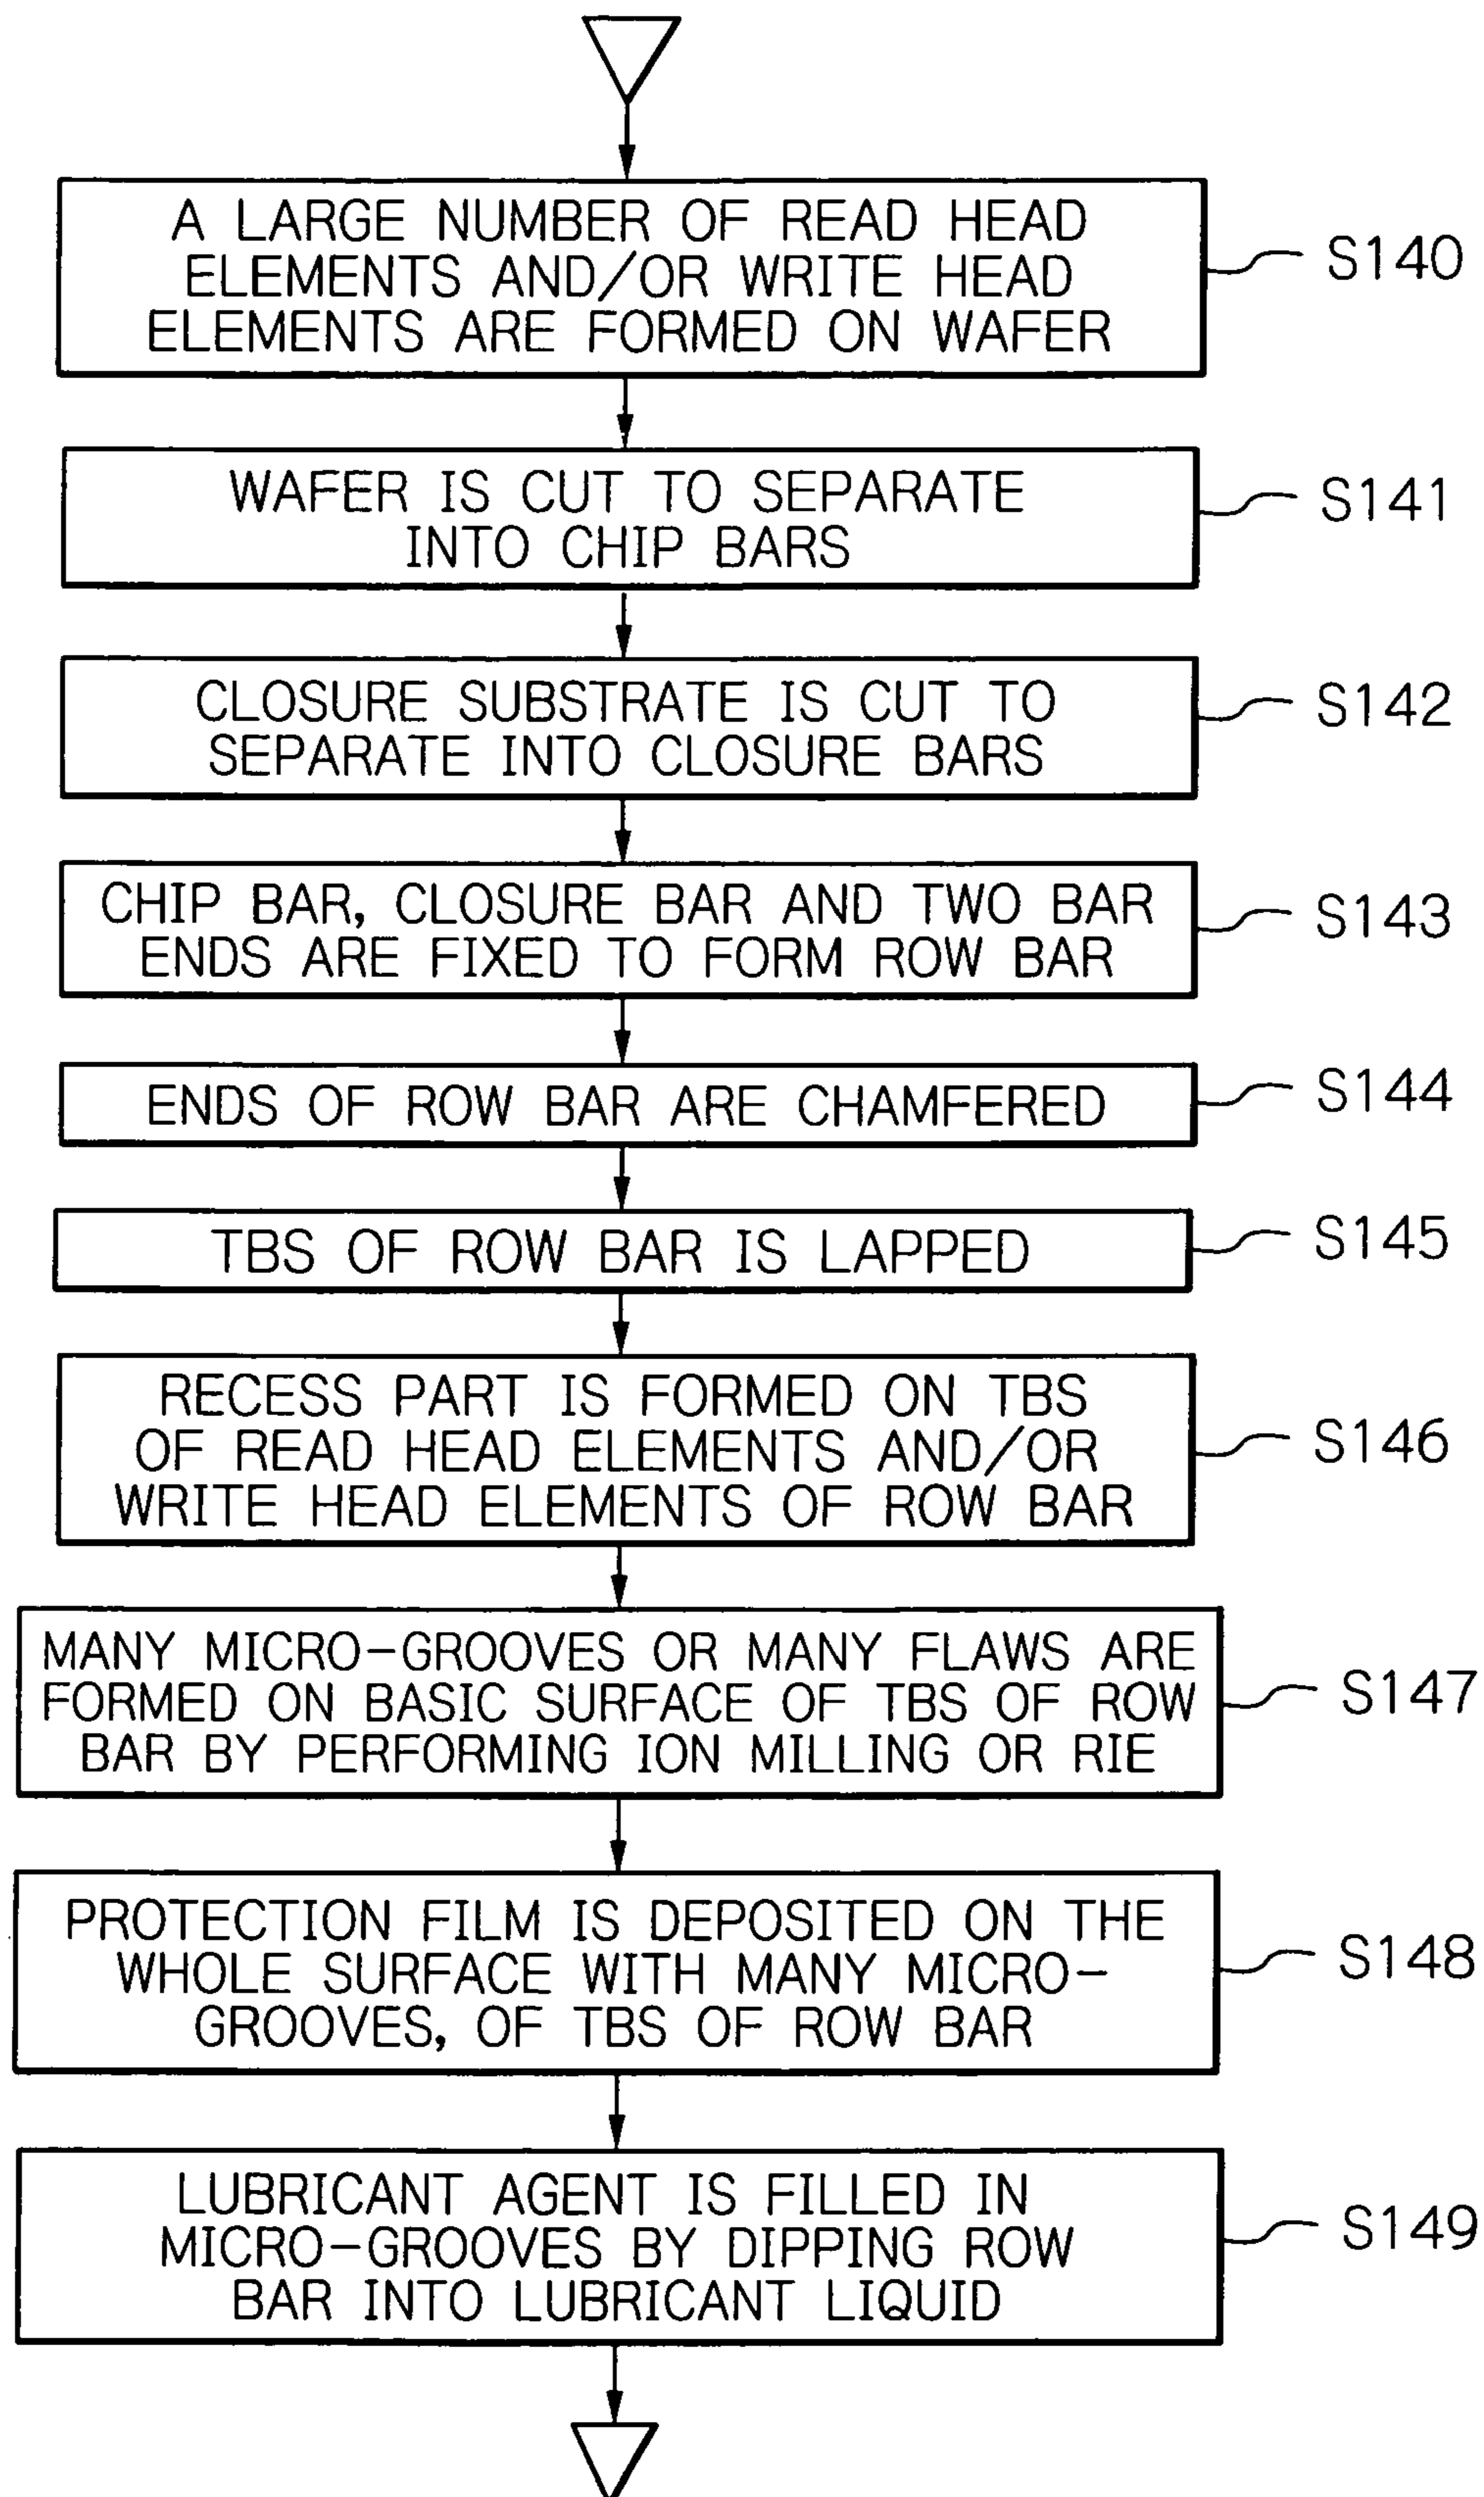 A LARGE NUMBER OF READ HEAD
ELEMENTS AND/OR WRITE HEAD
ELEMENTS ARE FORMED ON WAFER
S140
WAFER IS CUT TO SEPARATE
INTO CHIP BARS
S141
CLOSURE SUBSTRATE IS CUT TO
SEPARATE INTO CLOSURE BARS
S142
CHIP BAR, CLOSURE BAR AND TWO BAR
ENDS ARE FIXED TO FORM ROW BAR
S143
ENDS OF ROW BAR ARE CHAMFERED
S144
TBS OF ROW BAR IS LAPPED
S145
RECESS PART IS FORMED ON TBS
OF READ HEAD ELEMENTS AND/OR
WRITE HEAD ELEMENTS OF ROW BAR
S146
MANY MICRO-GROOVES OR MANY FLAWS ARE
FORMED ON BASIC SURFACE OF TBS OF ROW
BAR BY PERFORMING ION MILLING OR RIE
S147
PROTECTION FILM IS DEPOSITED ON THE
WHOLE SURFACE WITH MANY MICRO-
GROOVES, OF TBS OF ROW BAR
S148
LUBRICANT AGENT IS FILLED IN
MICRO-GROOVES BY DIPPING ROW
BAR INTO LUBRICANT LIQUID
S149